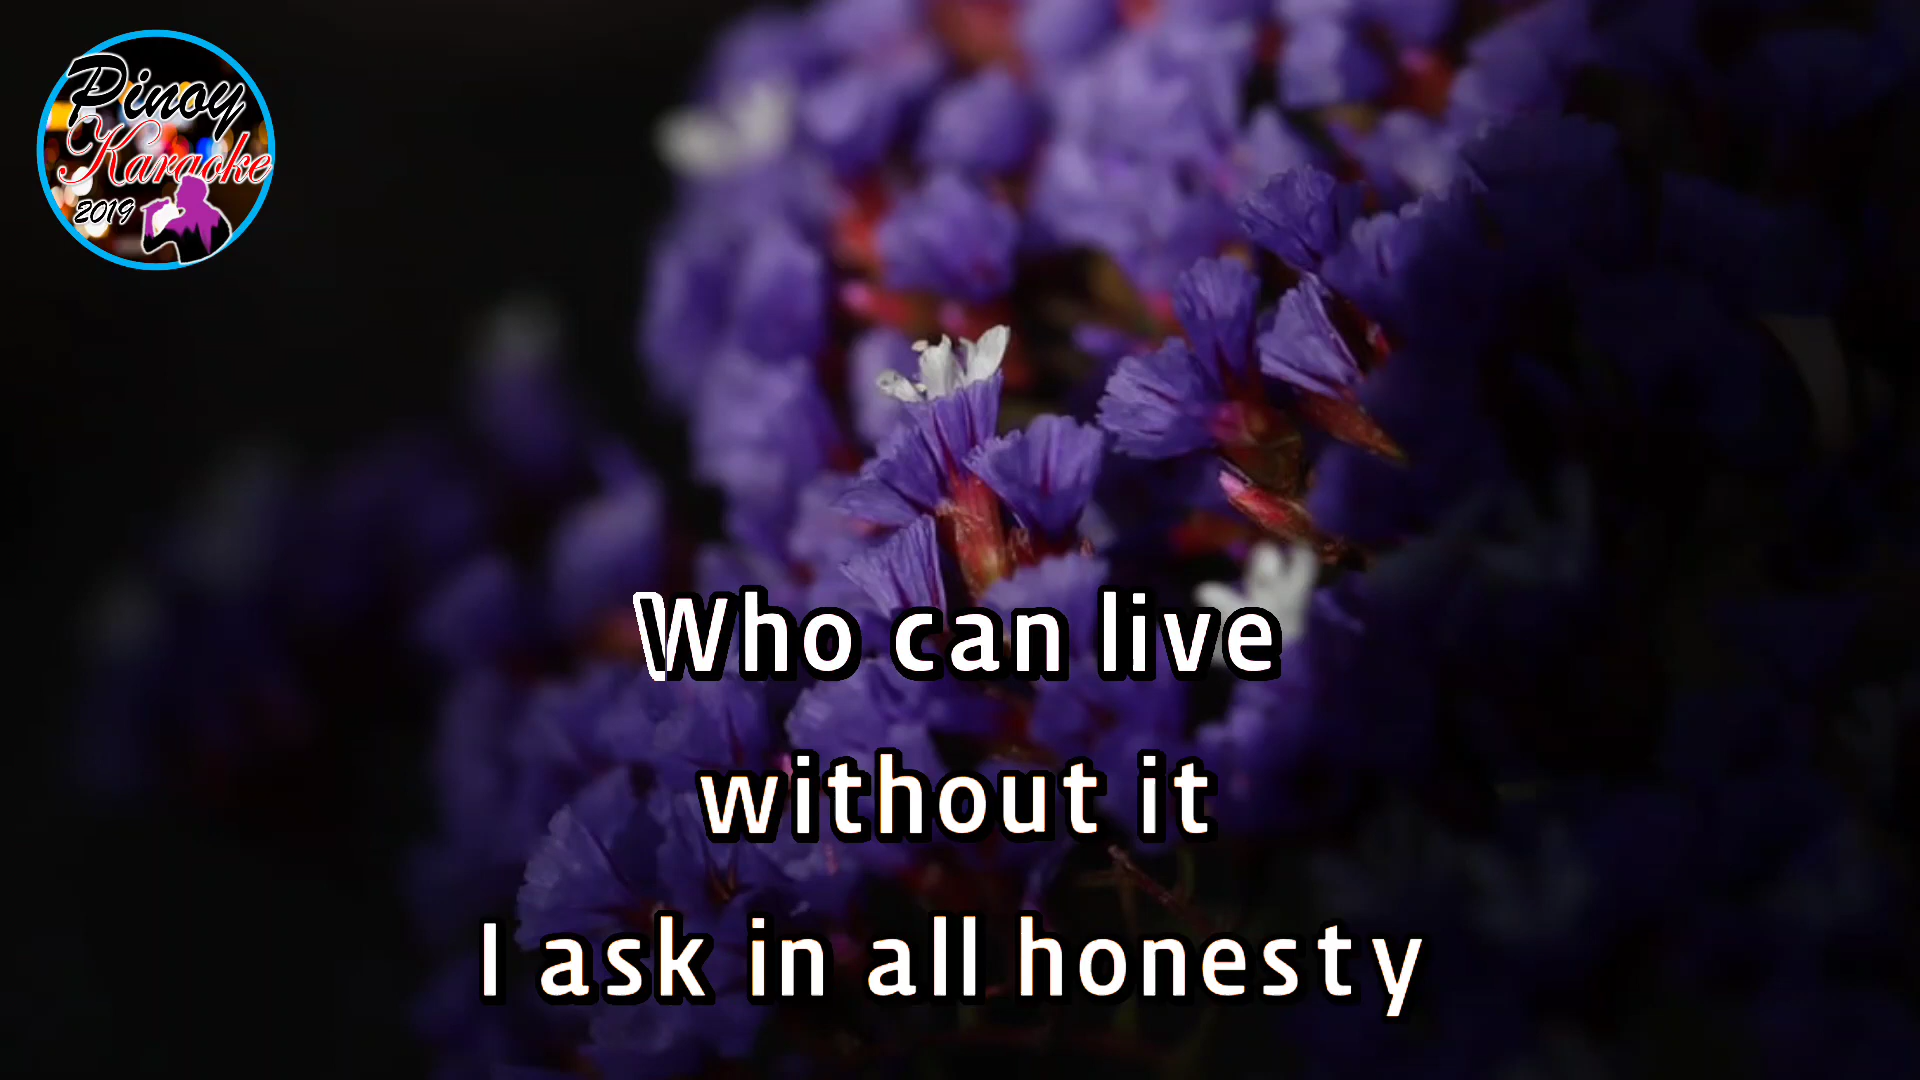 Pinoy
Karaoke
2019
Who can live
without it
I ask in all honesty